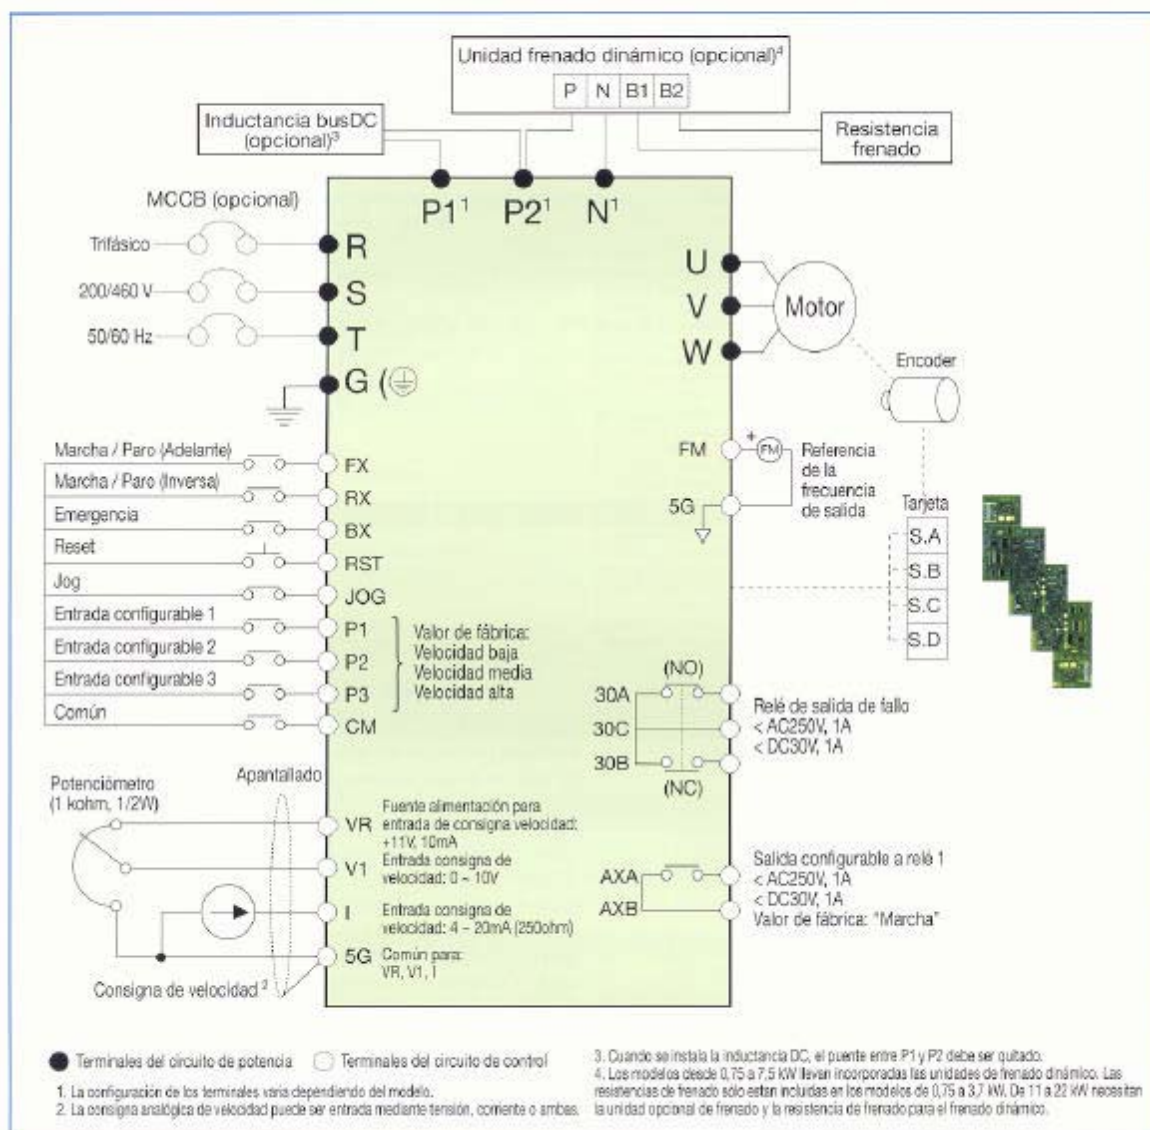 Unidad frenado dinámico (opcional)⁴
P N B1 B2
Inductancia busDC
(opcional)³
Resistencia
frenado
MCCB (opcional)
P1¹ P2¹ N¹
Trifásico
R
200/460 V
S
50/60 Hz
T
G (
U
V
W
Motor
Encoder
Marcha / Paro (Adelante)
FX
Marcha / Paro (Inversa)
RX
Emergencia
BX
Reset
RST
Jog
JOG
Entrada configurable 1
P1
Entrada configurable 2
P2
Entrada configurable 3
P3
Común
CM
Valor de fábrica:
Velocidad baja
Velocidad media
Velocidad alta
FM
+
FM
5G
Referencia
de la
frecuencia
de salida
Tarjeta
S.A
S.B
S.C
S.D
(NO)
30A
30C
30B
(NC)
Relé de salida de fallo
< AC250V, 1A
< DC30V, 1A
Potenciómetro
(1 kohm, 1/2W)
Apantallado
VR
Fuente alimentación para
entrada de consigna velocidad:
+11V, 10mA
V1
Entrada consigna de
velocidad: 0 ~ 10V
I
Entrada consigna de
velocidad: 4 ~ 20mA (250ohm)
5G
Común para:
VR, V1, I
Consigna de velocidad ²
AXA
AXB
Salida configurable a relé 1
< AC250V, 1A
< DC30V, 1A
Valor de fábrica: "Marcha"
Terminales del circuito de potencia
Terminales del circuito de control
1. La configuración de los terminales varia dependiendo del modelo.
2. La consigna analógica de velocidad puede ser entrada mediante tensión, corriente o ambas.
3. Cuando se instala la inductancia DC, el puente entre P1 y P2 debe ser quitado.
4. Los modelos desde 0,75 a 7,5 kW llevan incorporadas las unidades de frenado dinámico. Las
resistencias de frenado sólo estan incluidas en los modelos de 0,75 a 3,7 kW. De 11 a 22 kW necesitan
la unidad opcional de frenado y la resistencia de frenado para el frenado dinámico.